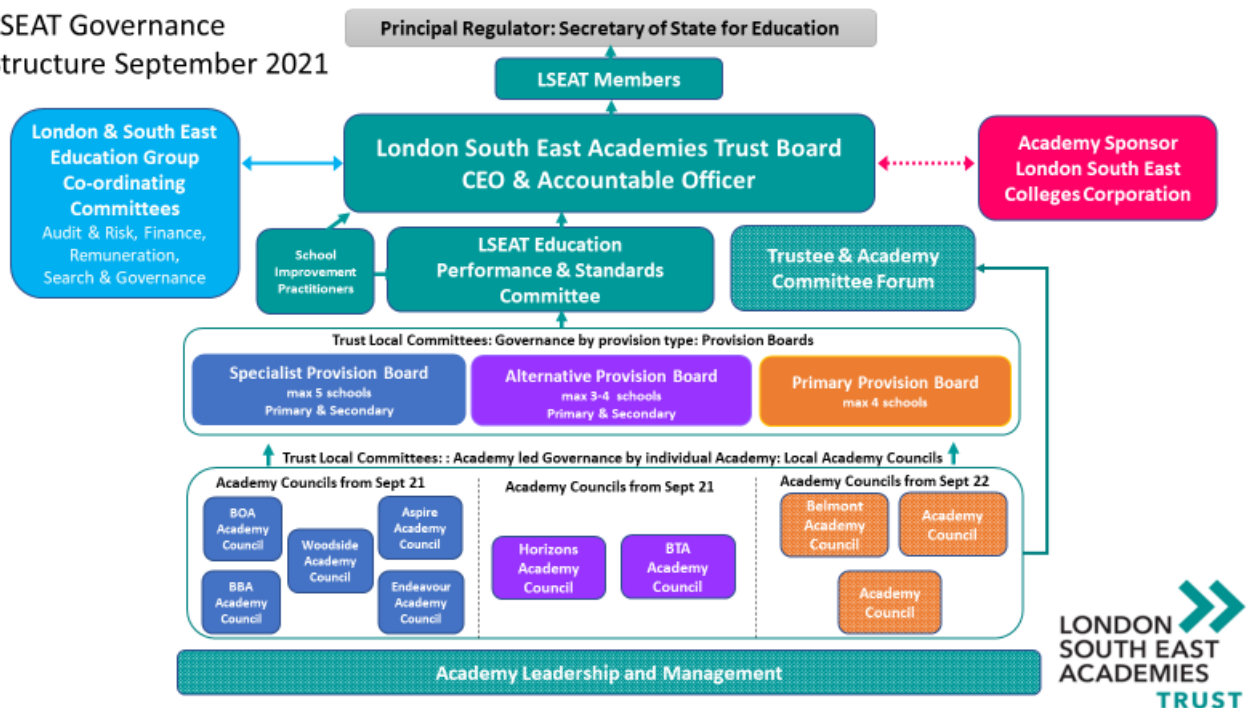 SEAT Governance
tructure September 2021
Principal Regulator: Secretary of State for Education
LSEAT Members
London & South East
Education Group
Co-ordinating
Committees
Audit & Risk, Finance,
Remuneration,
Search & Governance
London South East Academies Trust Board
CEO & Accountable Officer
Academy Sponsor
London South East
Colleges Corporation
School
Improvement
Practitioners
LSEAT Education
Performance & Standards
Committee
Trustee & Academy
Committee Forum
Trust Local Committees: Governance by provision type: Provision Boards
Specialist Provision Board
max 5 schools
Primary & Secondary
Alternative Provision Board
max 3-4 schools
Primary & Secondary
Primary Provision Board
max 4 schools
Trust Local Committees: : Academy led Governance by individual Academy: Local Academy Councils
Academy Councils from Sept 21
BOA
Academy
Council
Aspire
Academy
Council
Woodside
Academy
Council
BBA
Academy
Council
Endeavour
Academy
Council
Academy Councils from Sept 21
Horizons
Academy
Council
BTA
Academy
Council
Academy Councils from Sept 22
Belmont
Academy
Council
Academy
Council
Academy
Council
Academy Leadership and Management
LONDON
SOUTH EAST
ACADEMIES
TRUST